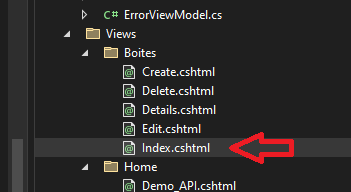 C# ErrorViewModel.cs
Views
Boites
Create.cshtml
Delete.cshtml
Details.cshtml
Edit.cshtml
Index.cshtml
Home
Demo_API.cshtml